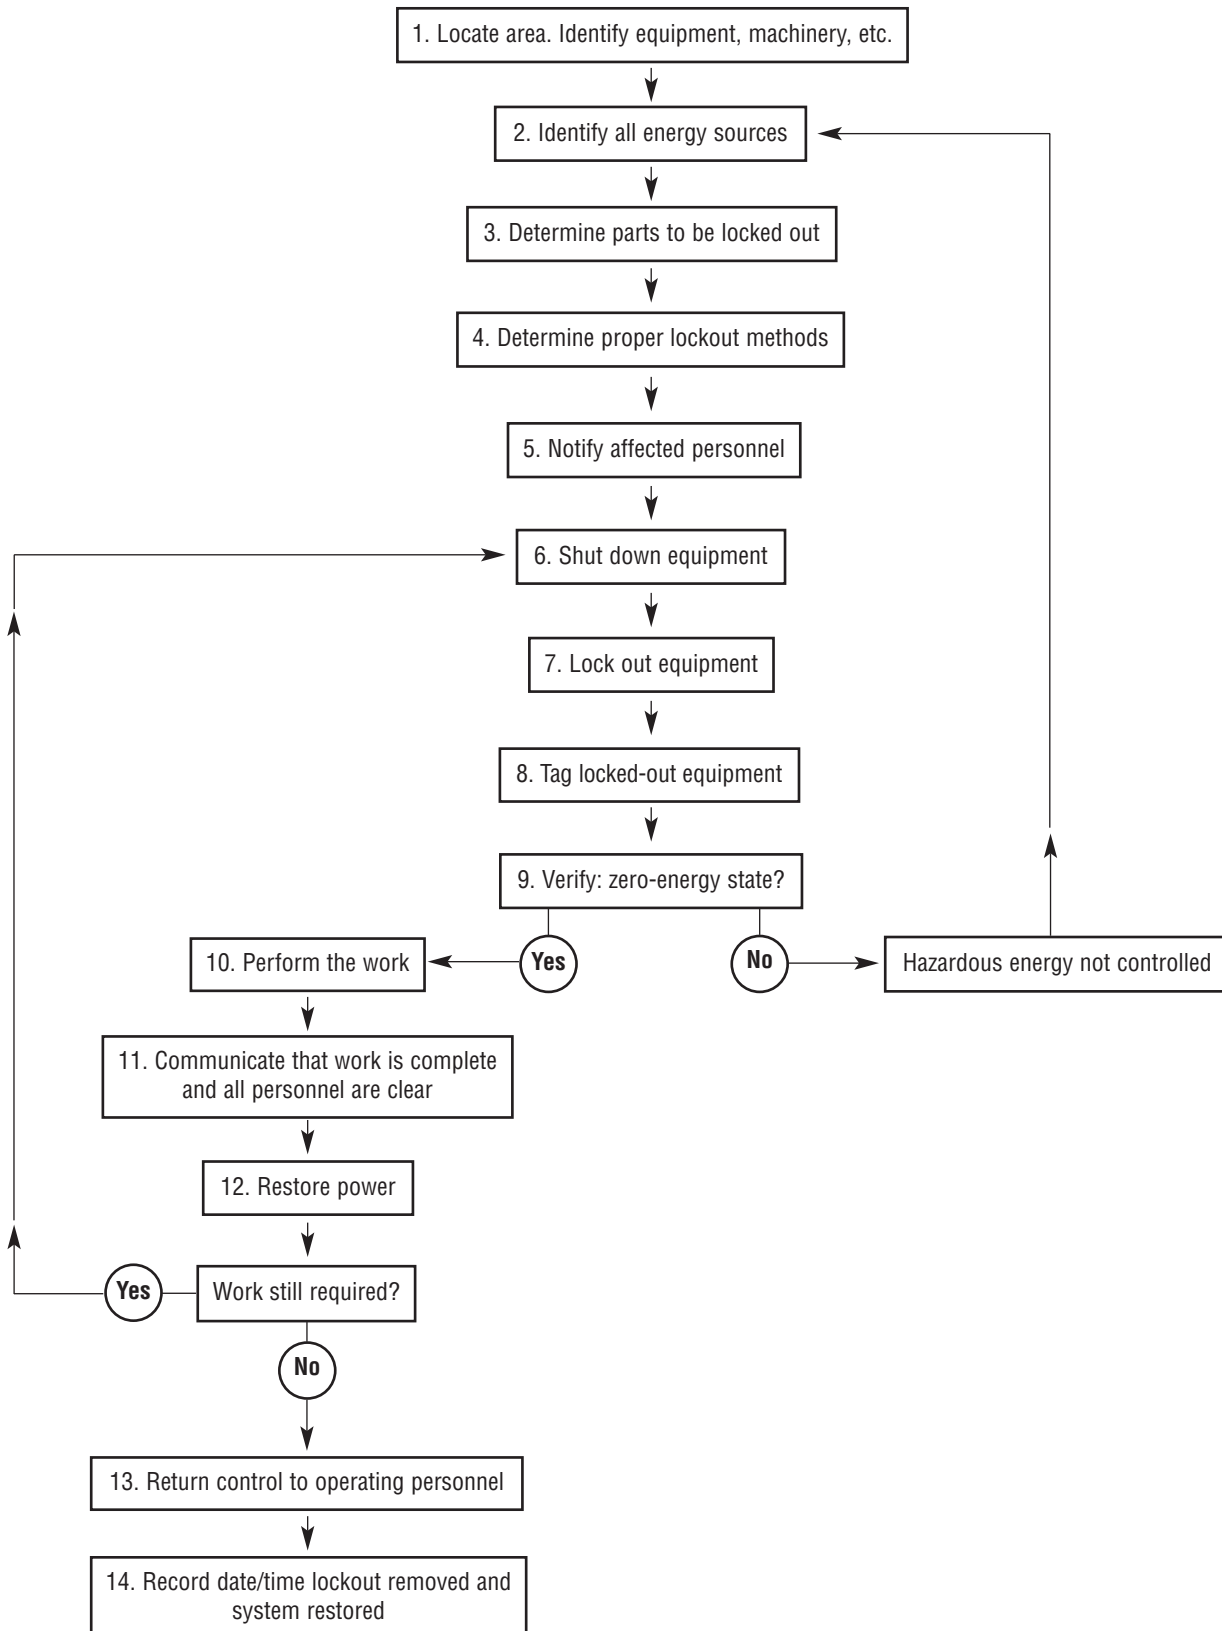 1. Locate area. Identify equipment, machinery, etc.
2. Identify all energy sources
3. Determine parts to be locked out
4. Determine proper lockout methods
5. Notify affected personnel
6. Shut down equipment
7. Lock out equipment
8. Tag locked-out equipment
9. Verify: zero-energy state?
10. Perform the work
Yes
No
Hazardous energy not controlled
11. Communicate that work is complete
and all personnel are clear
12. Restore power
Yes
Work still required?
No
13. Return control to operating personnel
14. Record date/time lockout removed and
system restored